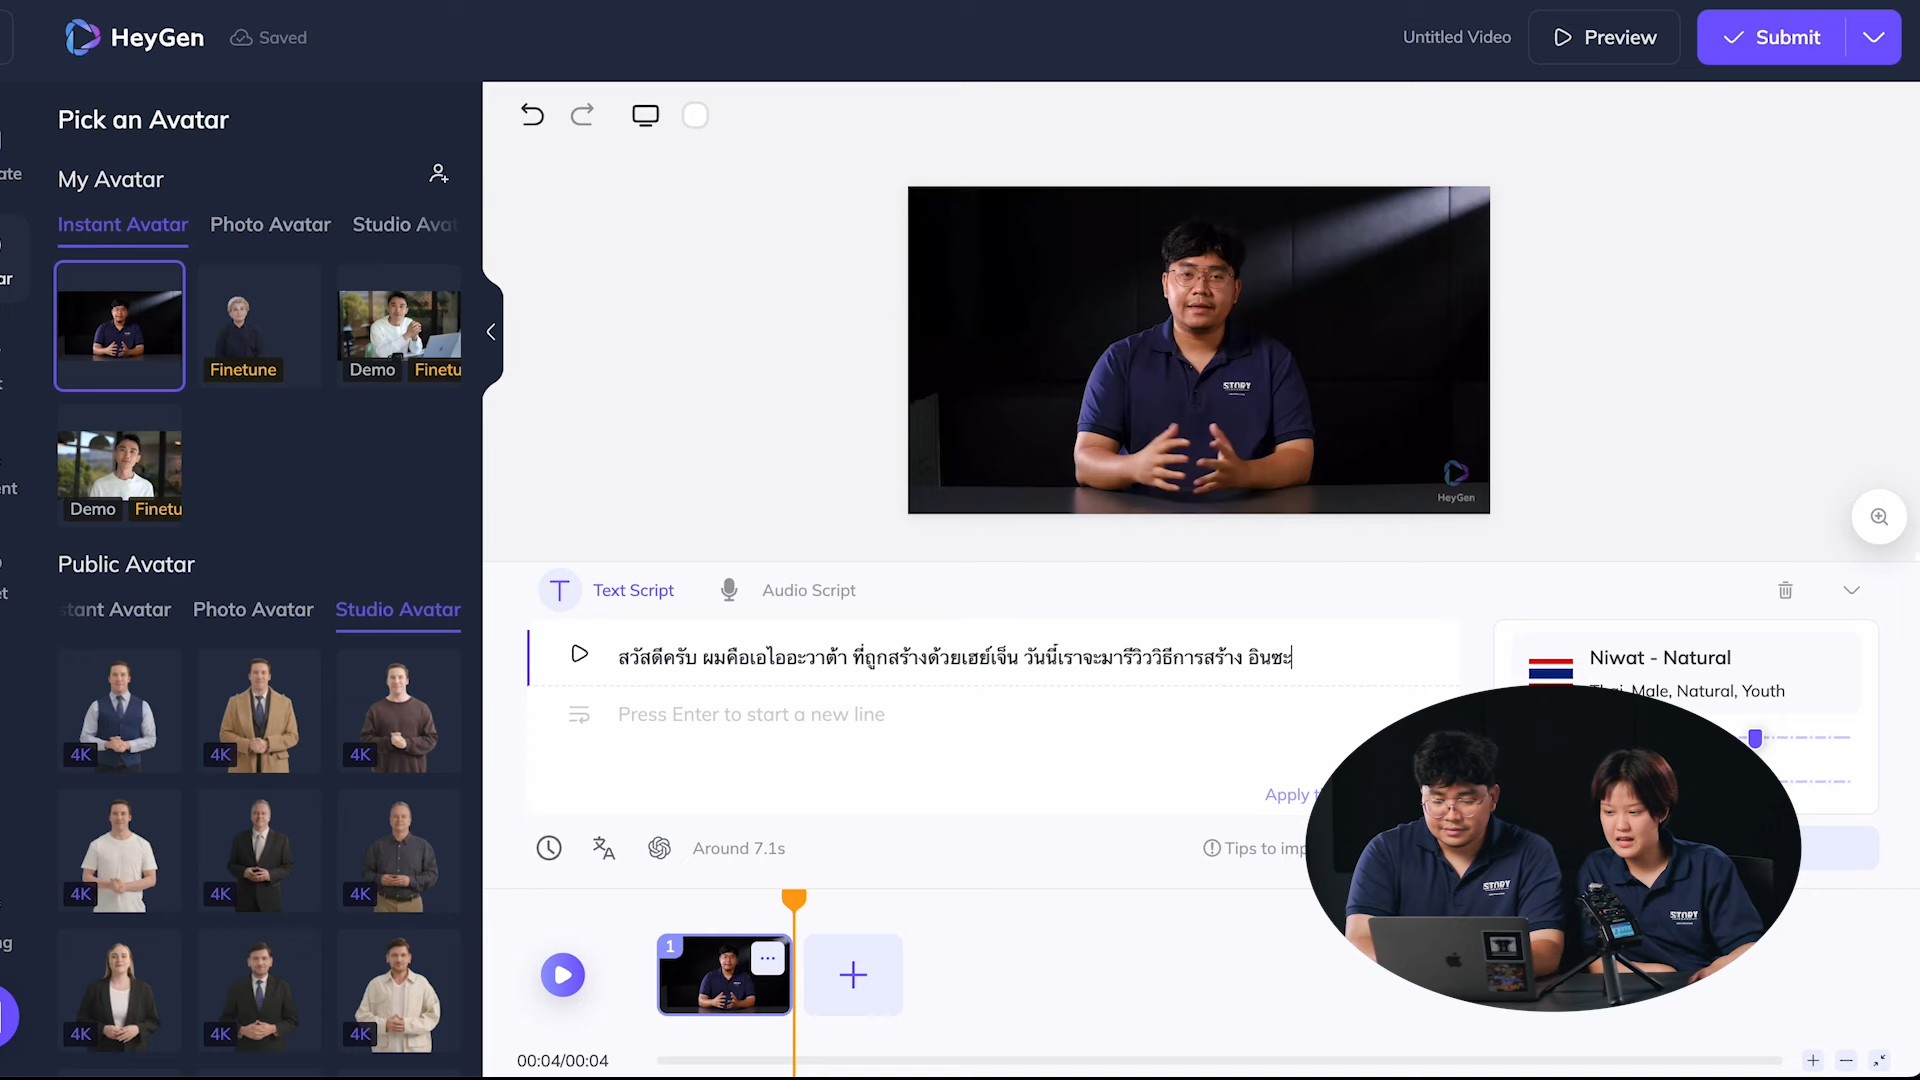 HeyGen
Saved
Untitled Video
Preview
Submit
Pick an Avatar
My Avatar
Instant Avatar
Photo Avatar
Studio Avat
Finetune
Demo
Finetu
Demo
Finetu
Public Avatar
stant Avatar
Photo Avatar
Studio Avatar
4K
4K
4K
4K
4K
4K
4K
4K
4K
STORY
HeyGen
Text Script
Audio Script
สวัสดีครับ ผมคือเอไออะวาต้า ที่ถูกสร้างด้วยเฮย์เจ็น วันนี้เราจะมารีวิววิธีการสร้าง อินซะ
Press Enter to start a new line
Niwat - Natural
Thai, Male, Natural, Youth
Apply t
Around 7.1s
Tips to imp
STORY
STORY
1
00:04/00:04